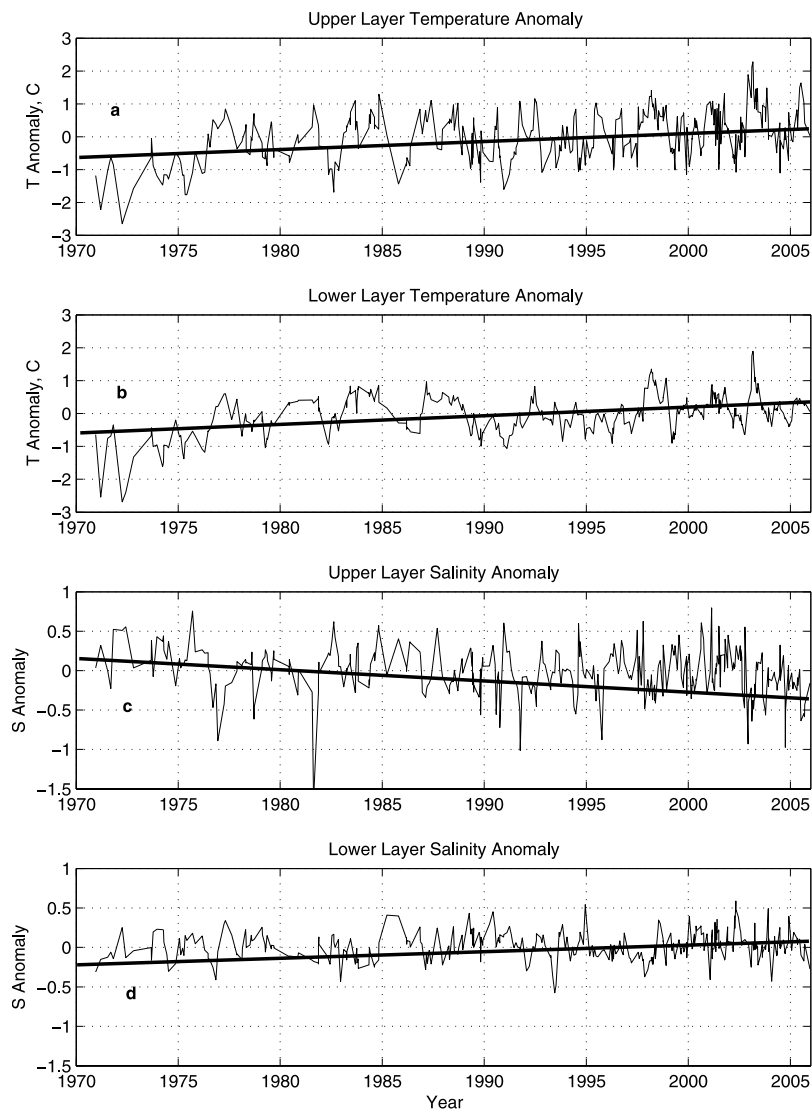 Upper Layer Temperature Anomaly
3
2
1
0
−1
−2
−3
T Anomaly, C
a
1970 1975 1980 1985 1990 1995 2000 2005
Lower Layer Temperature Anomaly
3
2
1
0
−1
−2
−3
T Anomaly, C
b
1970 1975 1980 1985 1990 1995 2000 2005
Upper Layer Salinity Anomaly
1
0.5
0
−0.5
−1
−1.5
S Anomaly
c
1970 1975 1980 1985 1990 1995 2000 2005
Lower Layer Salinity Anomaly
1
0.5
0
−0.5
−1
−1.5
S Anomaly
d
1970 1975 1980 1985 1990 1995 2000 2005
Year